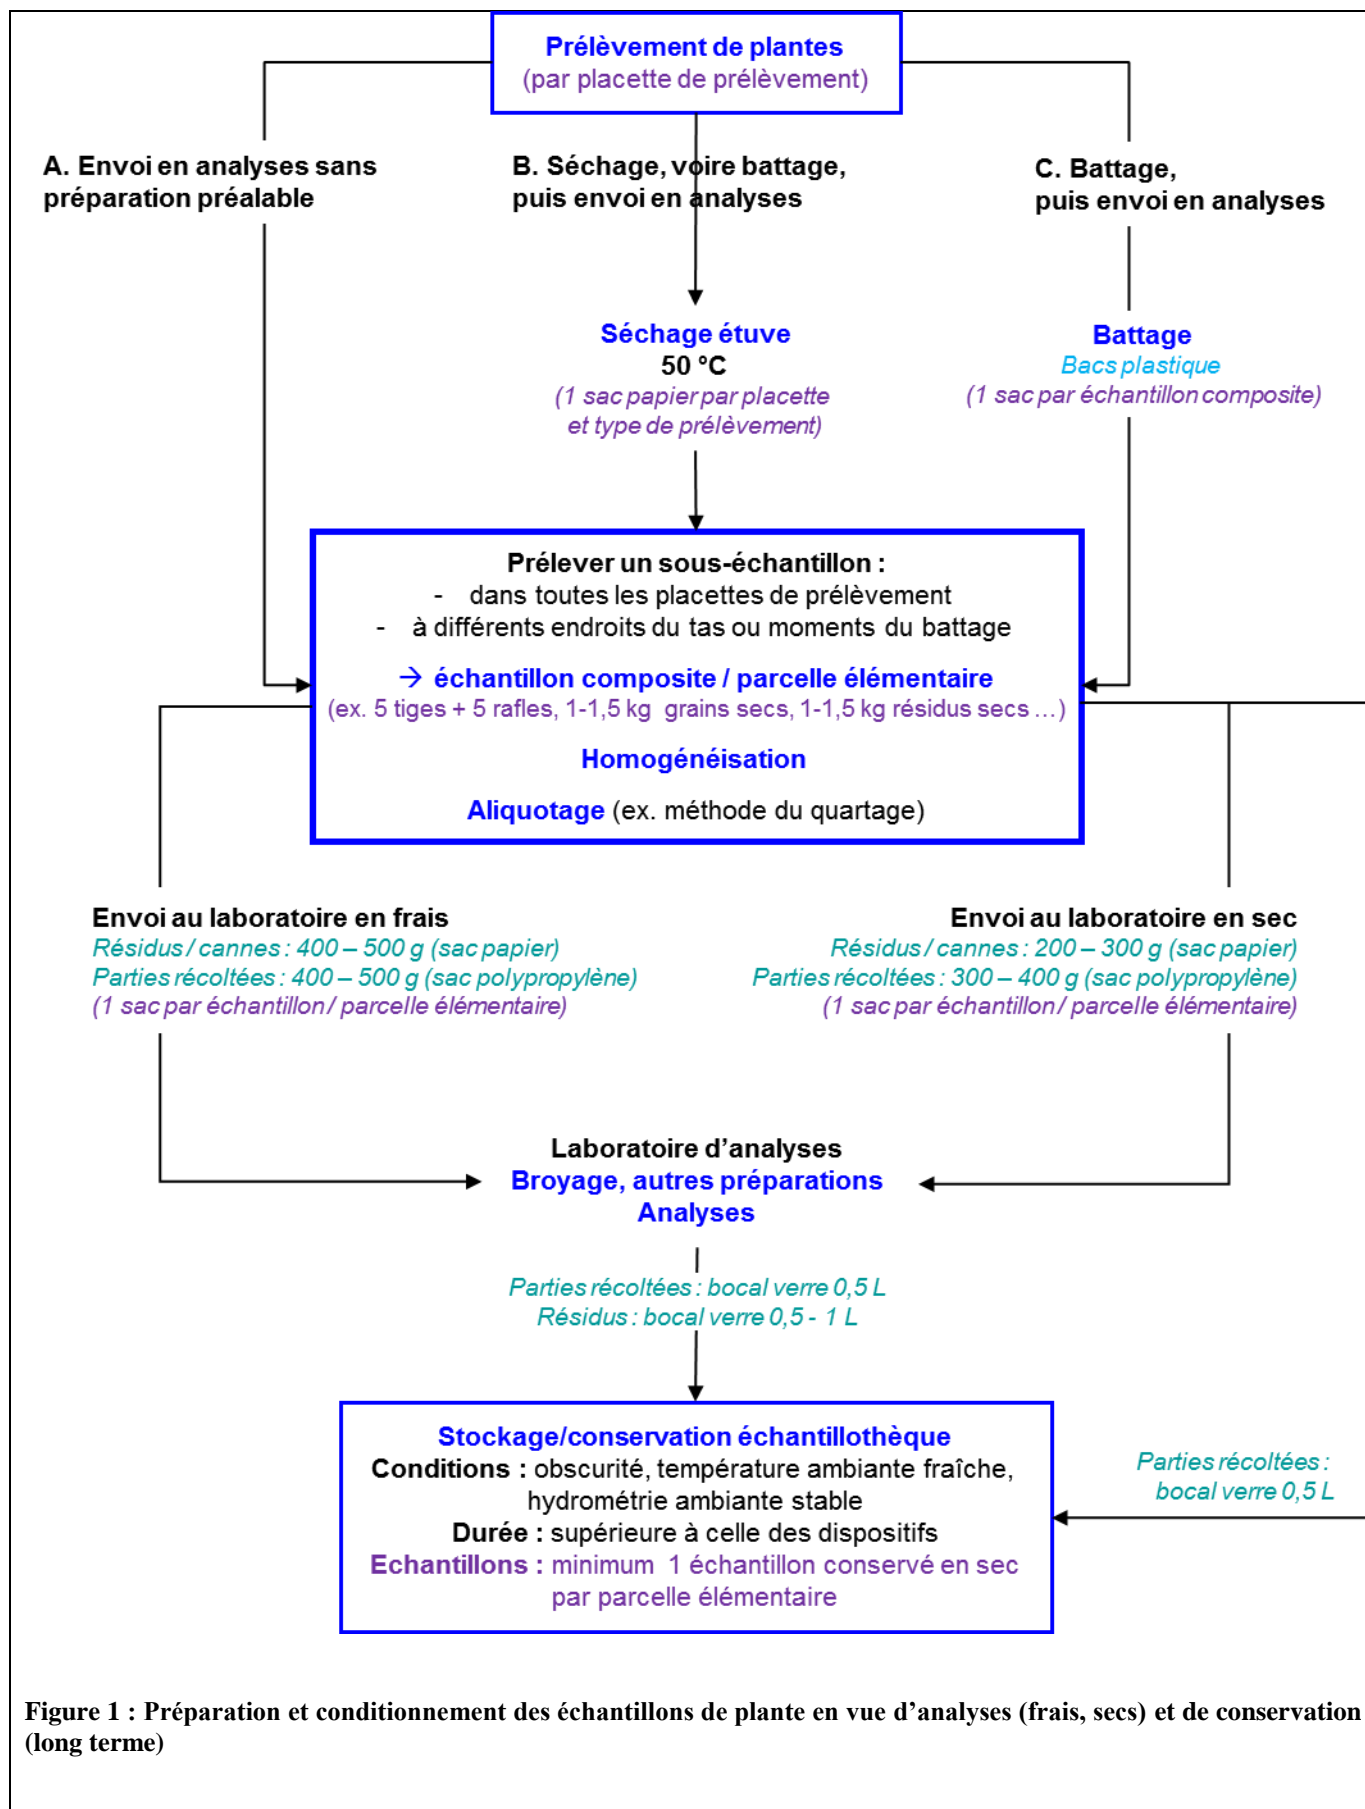 Prélèvement de plantes
(par placette de prélèvement)
A. Envoi en analyses sans
préparation préalable
B. Séchage, voire battage,
puis envoi en analyses
C. Battage,
puis envoi en analyses
Séchage étuve
50 °C
(1 sac papier par placette
et type de prélèvement)
Battage
Bacs plastique
(1 sac par échantillon composite)
Prélever un sous-échantillon :
- dans toutes les placettes de prélèvement
- à différents endroits du tas ou moments du battage
→ échantillon composite / parcelle élémentaire
(ex. 5 tiges + 5 rafles, 1-1,5 kg grains secs, 1-1,5 kg résidus secs …)
Homogénéisation
Aliquotage (ex. méthode du quartage)
Envoi au laboratoire en frais
Résidus / cannes : 400 – 500 g (sac papier)
Parties récoltées : 400 – 500 g (sac polypropylène)
(1 sac par échantillon / parcelle élémentaire)
Envoi au laboratoire en sec
Résidus / cannes : 200 – 300 g (sac papier)
Parties récoltées : 300 – 400 g (sac polypropylène)
(1 sac par échantillon / parcelle élémentaire)
Laboratoire d’analyses
Broyage, autres préparations
Analyses
Parties récoltées : bocal verre 0,5 L
Résidus : bocal verre 0,5 - 1 L
Stockage/conservation échantillothèque
Conditions : obscurité, température ambiante fraîche,
hydrométrie ambiante stable
Durée : supérieure à celle des dispositifs
Echantillons : minimum 1 échantillon conservé en sec
par parcelle élémentaire
Parties récoltées :
bocal verre 0,5 L
Figure 1 : Préparation et conditionnement des échantillons de plante en vue d’analyses (frais, secs) et de conservation
(long terme)